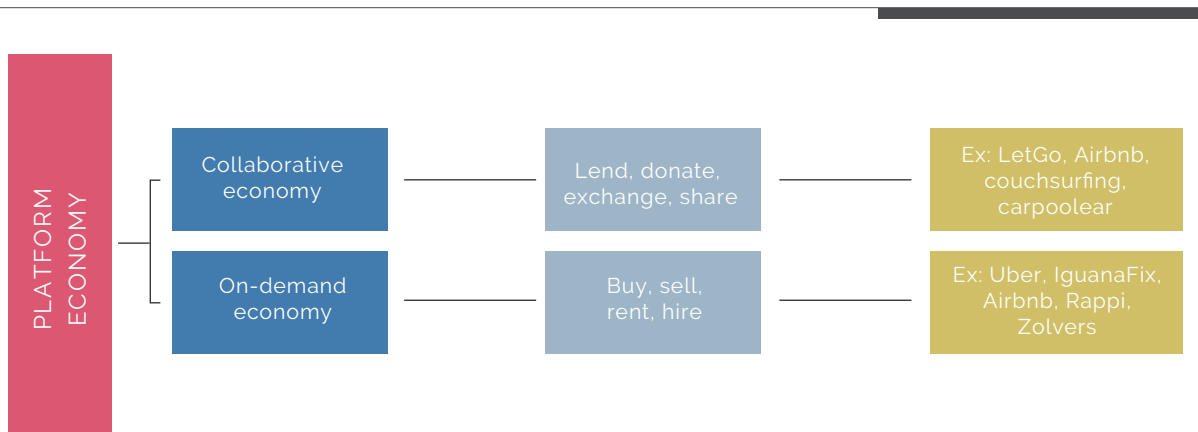 PLATFORM
ECONOMY
Collaborative
economy
Lend, donate,
exchange, share
Ex: LetGo, Airbnb,
couchsurfing,
carpoolear
On-demand
economy
Buy, sell,
rent, hire
Ex: Uber, IguanaFix,
Airbnb, Rappi,
Zolvers